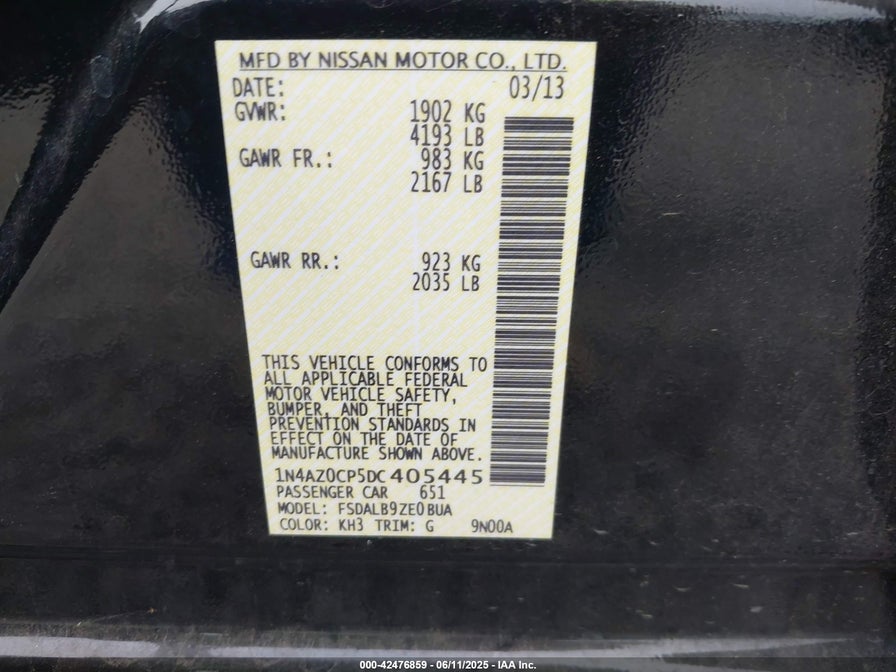 MFD BY NISSAN MOTOR CO., LTD.
DATE: 03/13
GVWR: 1902 KG
4193 LB
GAWR FR.: 983 KG
2167 LB
GAWR RR.: 923 KG
2035 LB
THIS VEHICLE CONFORMS TO
ALL APPLICABLE FEDERAL
MOTOR VEHICLE SAFETY,
BUMPER, AND THEFT
PREVENTION STANDARDS IN
EFFECT ON THE DATE OF
MANUFACTURE SHOWN ABOVE.
1N4AZ0CP5DC405445
PASSENGER CAR 651
MODEL: FSDALB9ZE0BUA
COLOR: KH3 TRIM: G 9N00A
000-42476859 - 06/11/2025 - IAA Inc.